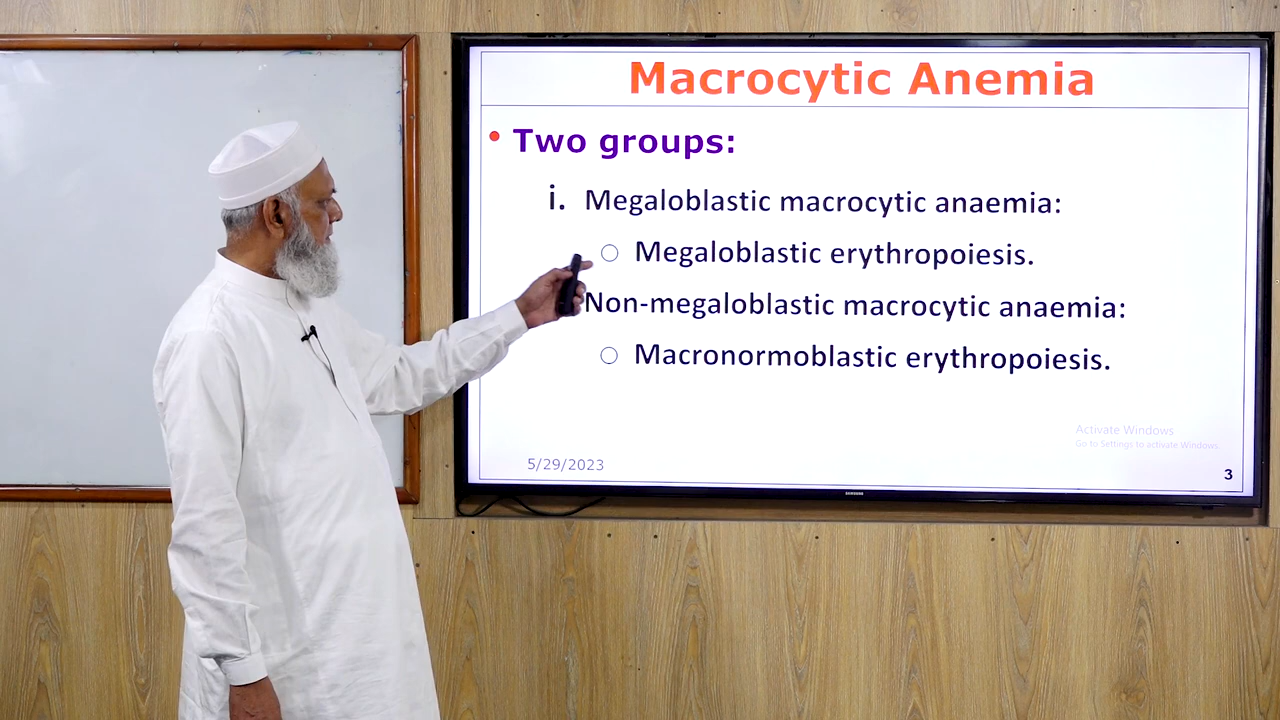 Macrocytic Anemia
• Two groups:
i. Megaloblastic macrocytic anaemia:
○ Megaloblastic erythropoiesis.
Non-megaloblastic macrocytic anaemia:
○ Macronormoblastic erythropoiesis.
Activate Windows
Go to Settings to activate Windows.
5/29/2023
3
SAMSUNG